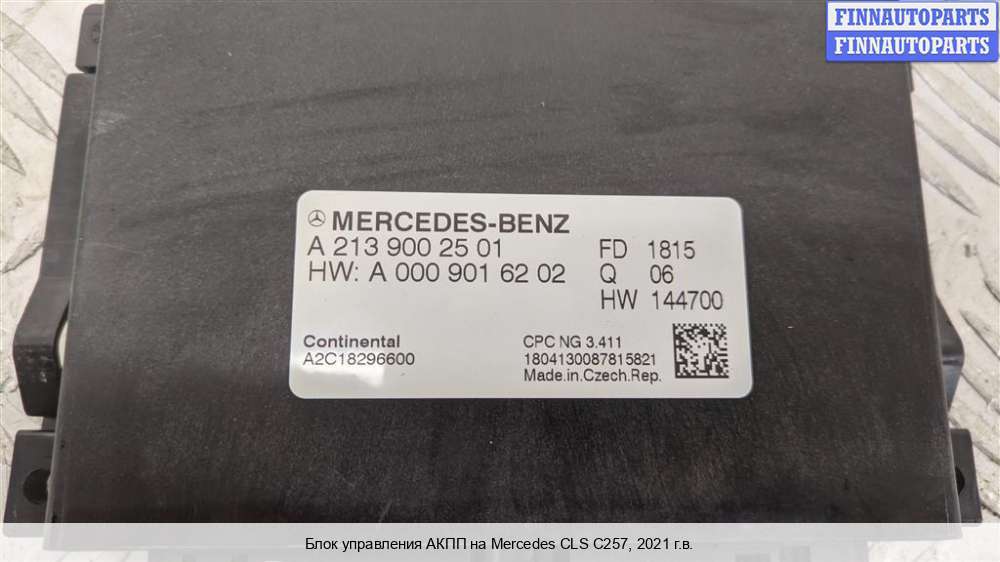 FINNAUTOPARTS
FINNAUTOPARTS
MERCEDES-BENZ
A 213 900 25 01
HW: A 000 901 62 02
FD 1815
Q 06
HW 144700
Continental
A2C18296600
CPC NG 3.411
1804130087815821
Made.in.Czech.Rep.
Блок управления АКПП на Mercedes CLS C257, 2021 г.в.